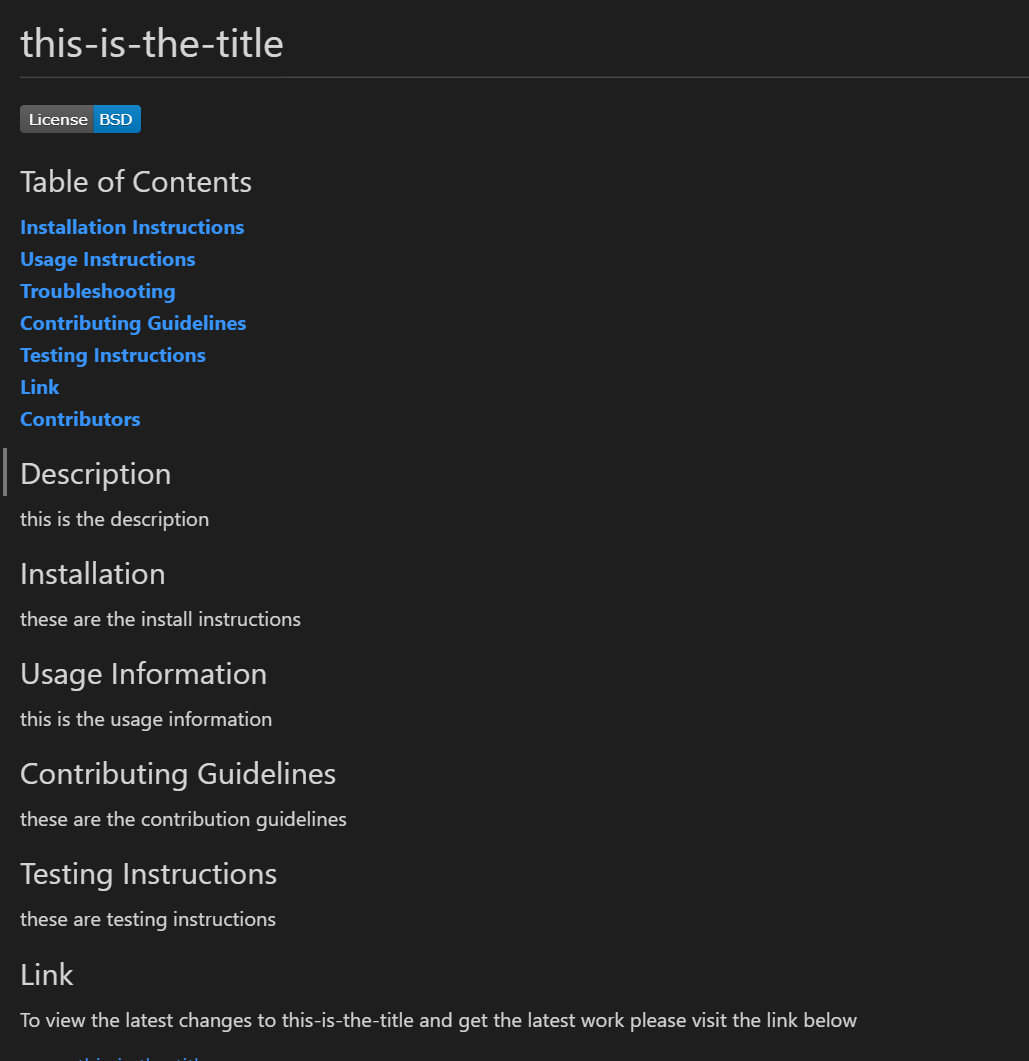 this-is-the-title
License BSD
Table of Contents
Installation Instructions
Usage Instructions
Troubleshooting
Contributing Guidelines
Testing Instructions
Link
Contributors
Description
this is the description
Installation
these are the install instructions
Usage Information
this is the usage information
Contributing Guidelines
these are the contribution guidelines
Testing Instructions
these are testing instructions
Link
To view the latest changes to this-is-the-title and get the latest work please visit the link below